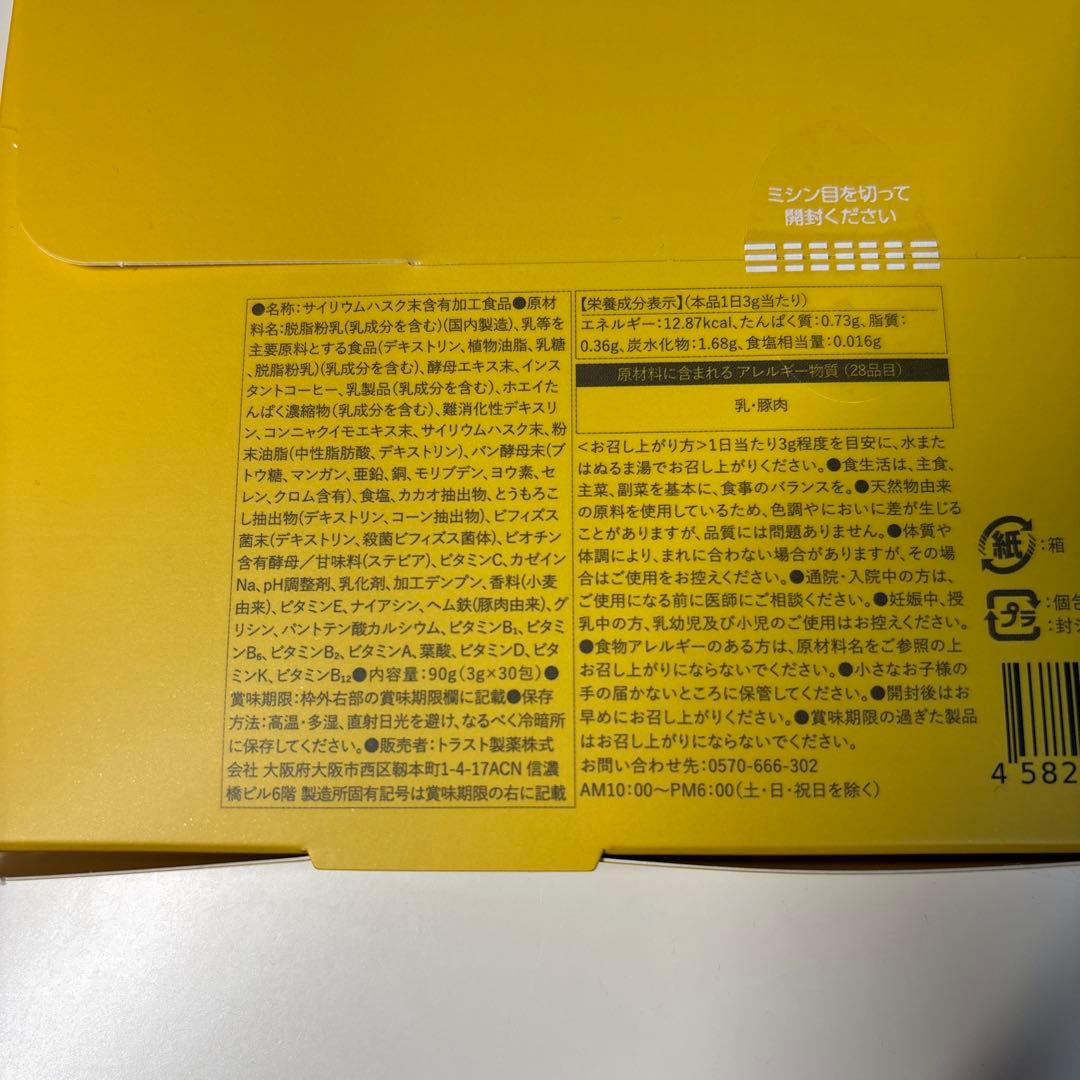 ミシン目を切って
開封ください
●名称:サイリウムハスク末含有加工食品●原材
料名:脱脂粉乳(乳成分を含む)(国内製造)、乳等を
主要原料とする食品(デキストリン、植物油脂、乳糖
、脱脂粉乳)(乳成分を含む)、酵母エキス末、インス
タントコーヒー、乳製品(乳成分を含む)、ホエイた
んぱく濃縮物(乳成分を含む)、難消化性デキスリ
ン、コンニャクイモエキス末、サイリウムハスク末、粉
末油脂(中性脂肪酸、デキストリン)、パン酵母末(ブ
トウ糖、マンガン、亜鉛、銅、モリブデン、ヨウ素、セ
レン、クロム含有)、食塩、カカオ抽出物、とうもろこ
し抽出物(デキストリン、コーン抽出物)、ビフィズス
菌末(デキストリン、殺菌ビフィズス菌体)、ビオチン
含有酵母/甘味料(ステビア)、ビタミンC、カゼイン
Na、pH調整剤、乳化剤、加工デンプン、香料(小麦
由来)、ビタミンE、ナイアシン、ヘム鉄(豚肉由来)、グ
リシン、パントテン酸カルシウム、ビタミンB₁、ビタミ
ンB₆、ビタミンB₂、ビタミンA、葉酸、ビタミンD、ビタ
ミンK、ビタミンB₁₂●内容量:90g(3g×30包)●
賞味期限:枠外右部の賞味期限欄に記載●保存
方法:高温・多湿、直射日光を避け、なるべく冷暗所
に保存してください。●販売者:トラスト製薬株式
会社 大阪府大阪市西区靱本町1-4-17ACN 信濃
橋ビル6階 製造所固有記号は賞味期限の右に記載
【栄養成分表示】(本品1日3g当たり)
エネルギー:12.87kcal、たんぱく質:0.73g、脂質:
0.36g、炭水化物:1.68g、食塩相当量:0.016g
原材料に含まれる アレルギー物質 (28品目)
乳・豚肉
<お召し上がり方>1日当たり3g程度を目安に、水また
はぬるま湯でお召し上がりください。●食生活は、主食、
主菜、副菜を基本に、食事のバランスを。●天然物由来
の原料を使用しているため、色調やにおいに差が生じる
ことがありますが、品質には問題ありません。●体質や
体調により、まれに合わない場合がありますが、その場
合はご使用をお控えください。●通院・入院中の方は、
ご使用になる前に医師にご相談ください。●妊娠中、授
乳中の方、乳幼児及び小児のご使用はお控えください。
●食物アレルギーのある方は、原材料名をご参照の上
お召し上がりにならないでください。●小さなお子様の
手の届かないところに保管してください。●開封後はお
早めにお召し上がりください。●賞味期限の過ぎた製品
はお召し上がりにならないでください。
お問い合わせ先:0570-666-302
AM10:00〜PM6:00(土・日・祝日を除く)
紙:箱
プラ:個包
:封シ
4 582